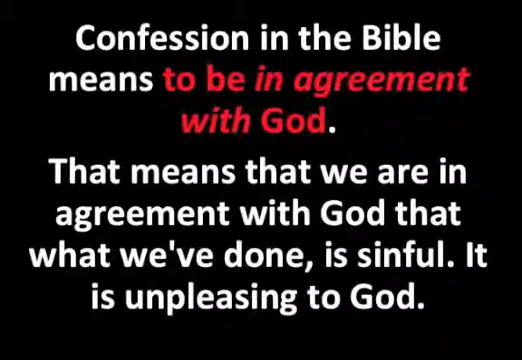 Confession in the Bible
means to be in agreement
with God.
That means that we are in
agreement with God that
what we've done, is sinful. It
is unpleasing to God.